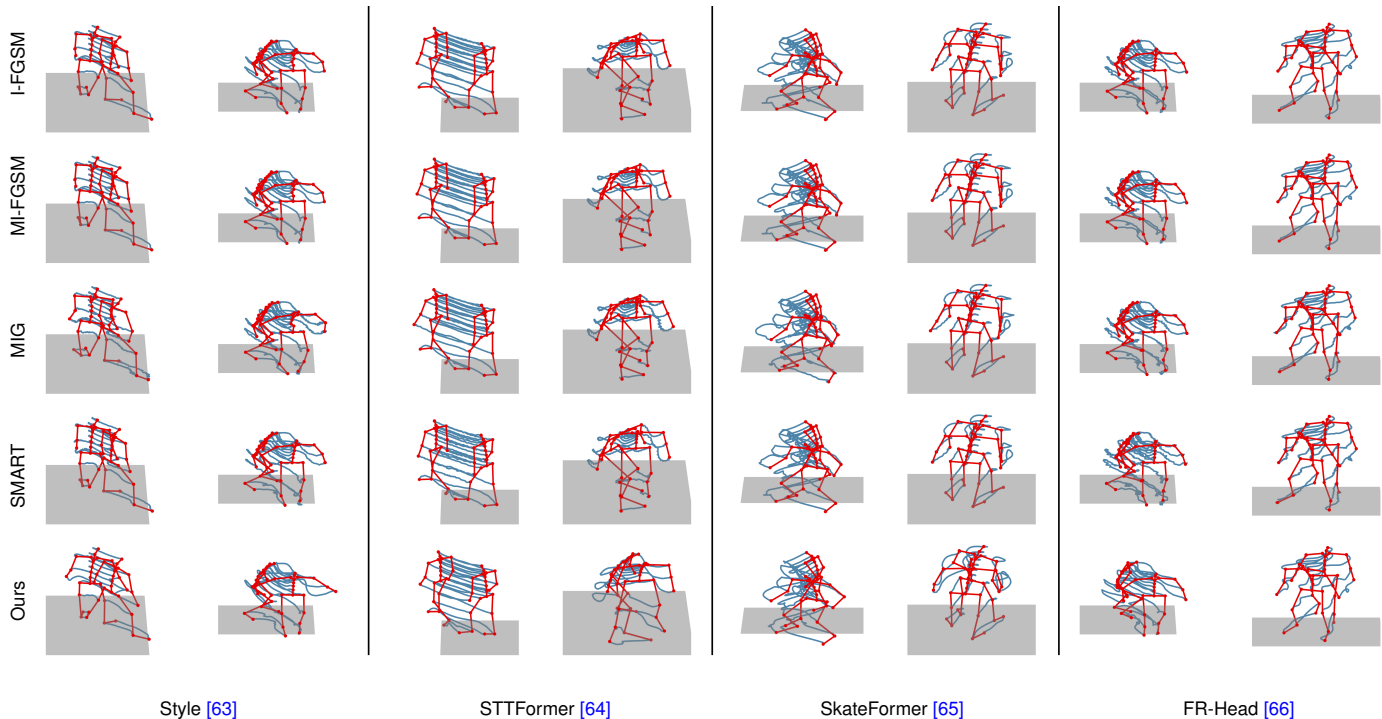 I-FGSM
MI-FGSM
MIG
SMART
Ours
Style [63]
STTFormer [64]
SkateFormer [65]
FR-Head [66]